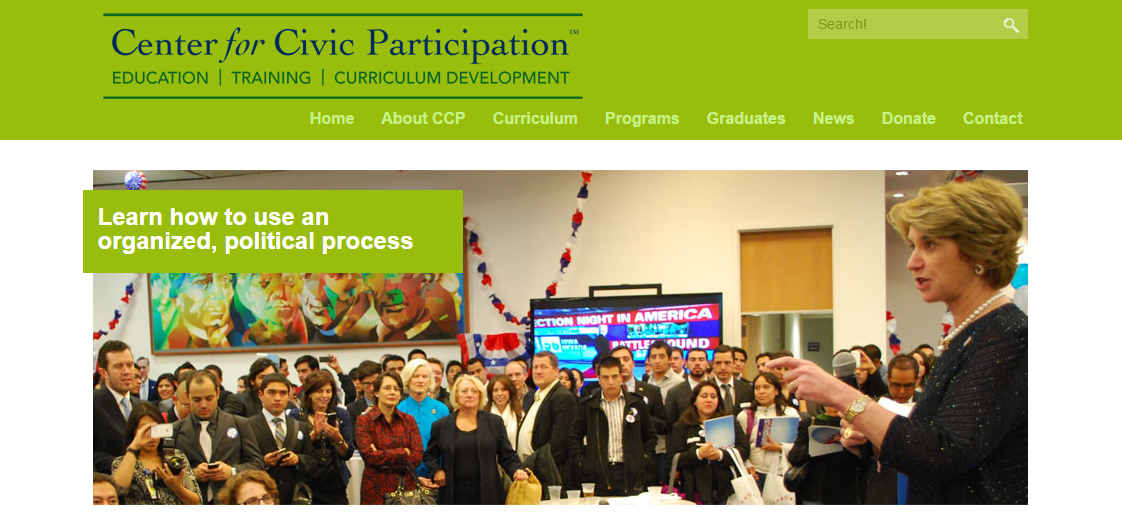 Center for Civic Participation™
EDUCATION | TRAINING | CURRICULUM DEVELOPMENT
Search!
Home About CCP Curriculum Programs Graduates News Donate Contact
Learn how to use an
organized, political process
ECTION NIGHT IN AMERICA